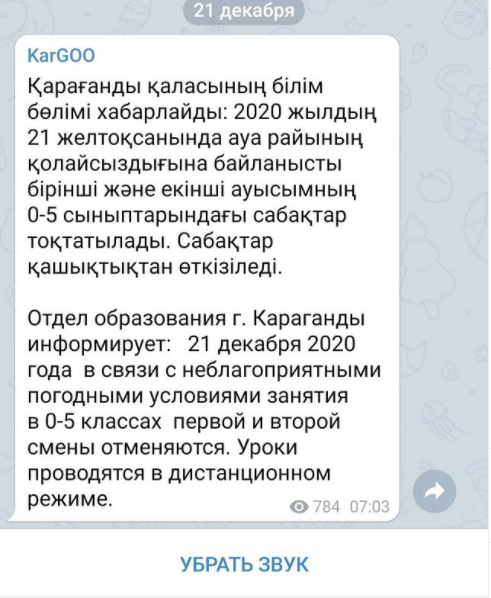 21 декабря
KarGOO
Қарағанды қаласының білім
бөлімі хабарлайды: 2020 жылдың
21 желтоқсанында ауа райының
қолайсыздығына байланысты
бірінші және екінші ауысымның
0-5 сыныптарындағы сабақтар
тоқтатылады. Сабақтар
қашықтықтан өткізіледі.
Отдел образования г. Караганды
информирует: 21 декабря 2020
года в связи с неблагоприятными
погодными условиями занятия
в 0-5 классах первой и второй
смены отменяются. Уроки
проводятся в дистанционном
режиме.
784 07:03
УБРАТЬ ЗВУК